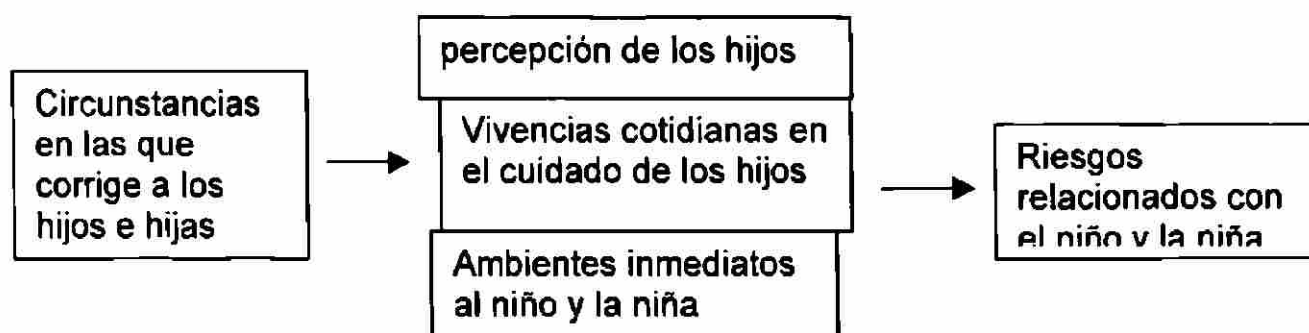 Circunstancias
en las que
corrige a los
hijos e hijas
percepción de los hijos
Vivencias cotidianas en
el cuidado de los hijos
Ambientes inmediatos
al niño y la niña
Riesgos
relacionados con
el niño y la niña